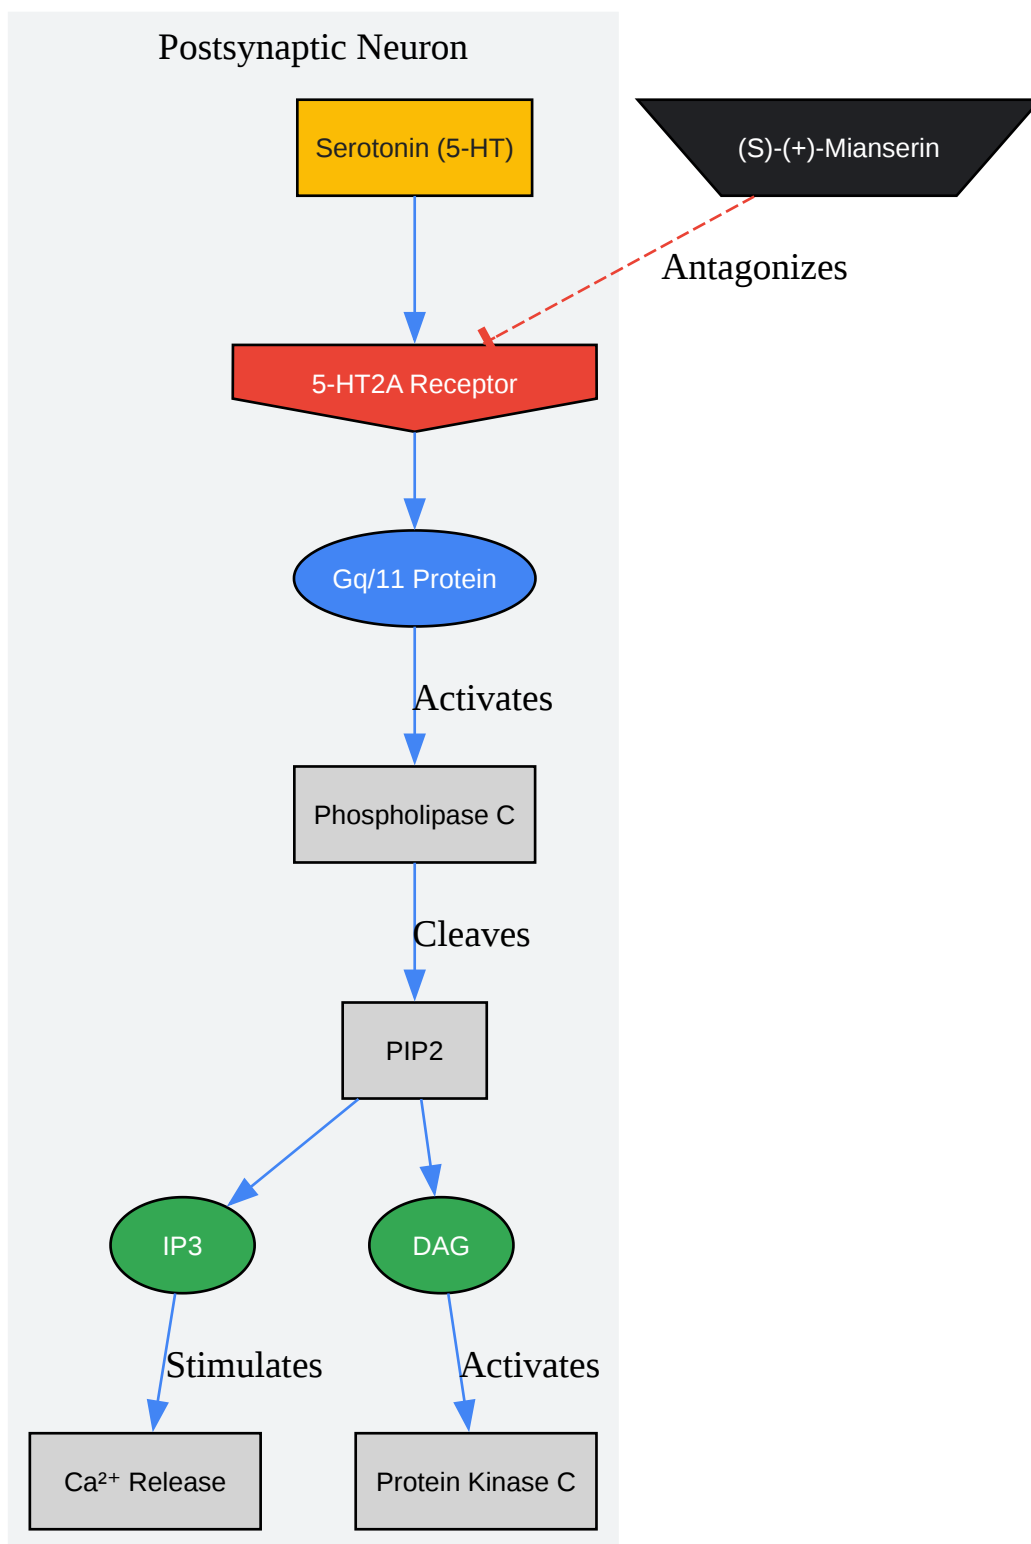 Postsynaptic Neuron
Serotonin (5-HT)
(S)-(+)-Mianserin
Antagonizes
5-HT2A Receptor
Gq/11 Protein
Activates
Phospholipase C
Cleaves
PIP2
IP3
DAG
Stimulates
Activates
Ca²⁺ Release
Protein Kinase C